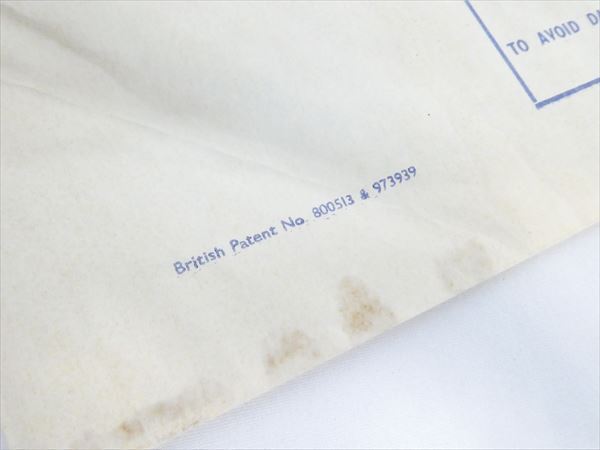 TO AVOID
British Patent No. 800513 & 973939